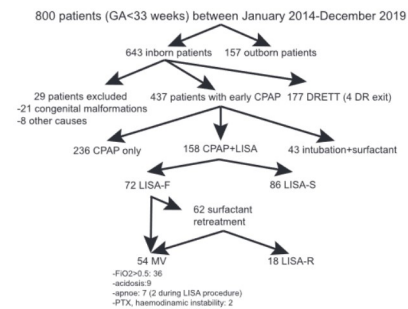 800 patients (GA<33 weeks) between January 2014-December 2019
643 inborn patients 157 outborn patients
29 patients excluded
-21 congenital malformations
-8 other causes
437 patients with early CPAP
177 DRETT (4 DR exit)
236 CPAP only
158 CPAP+LISA
43 intubation+surfactant
72 LISA-F
86 LISA-S
62 surfactant
retreatment
54 MV
-FiO2>0.5: 36
-acidosis:9
-apnoe: 7 (2 during LISA procedure)
-PTX, haemodinamic instability: 2
18 LISA-R